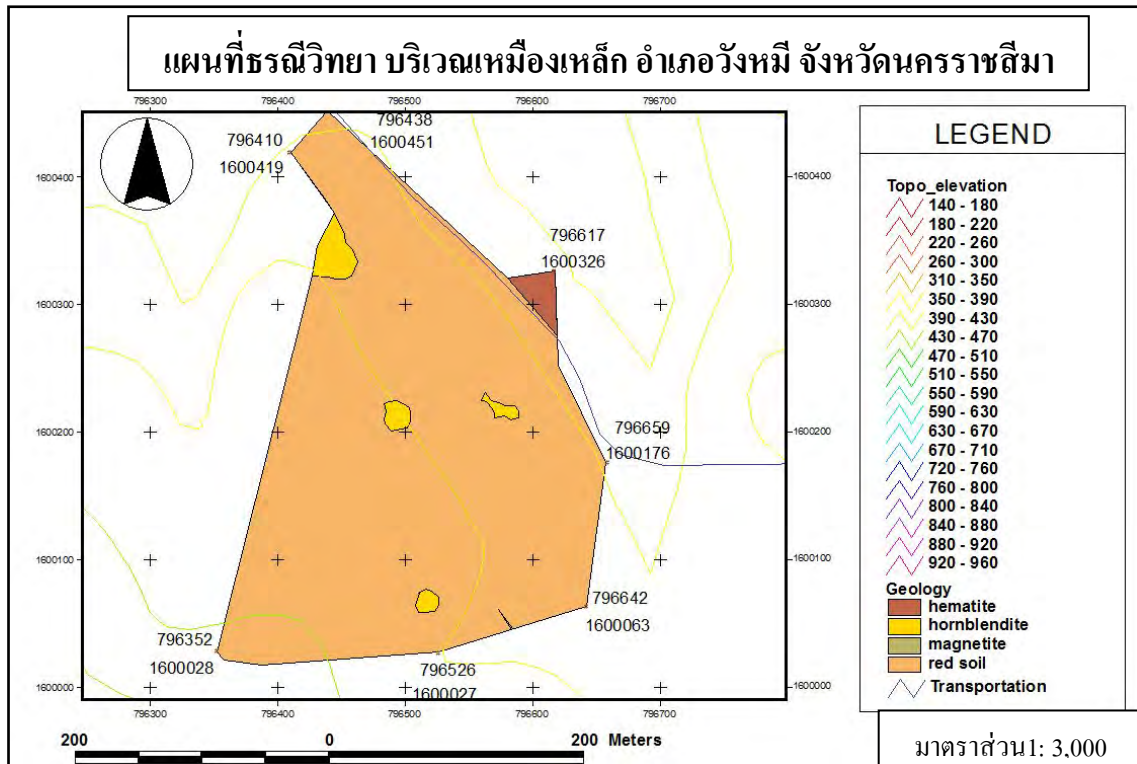 แผนที่ธรณีวิทยา บริเวณเหมืองเหล็ก อำเภอวังหมี จังหวัดนครราชสีมา
796300 796400 796500 796600 796700
796438
1600451
796410
1600419
1600400 1600400
796617
1600326
1600300 1600300
1600200 1600200
796659
1600176
1600100 1600100
796642
1600063
796352
1600028
796526
1600027
1600000 1600000
796300 796400 796500 796600 796700
200 0 200 Meters
LEGEND
Topo_elevation
140 - 180
180 - 220
220 - 260
260 - 300
310 - 350
350 - 390
390 - 430
430 - 470
470 - 510
510 - 550
550 - 590
590 - 630
630 - 670
670 - 710
720 - 760
760 - 800
800 - 840
840 - 880
880 - 920
920 - 960
Geology
hematite
hornblendite
magnetite
red soil
Transportation
มาตราส่วน1: 3,000